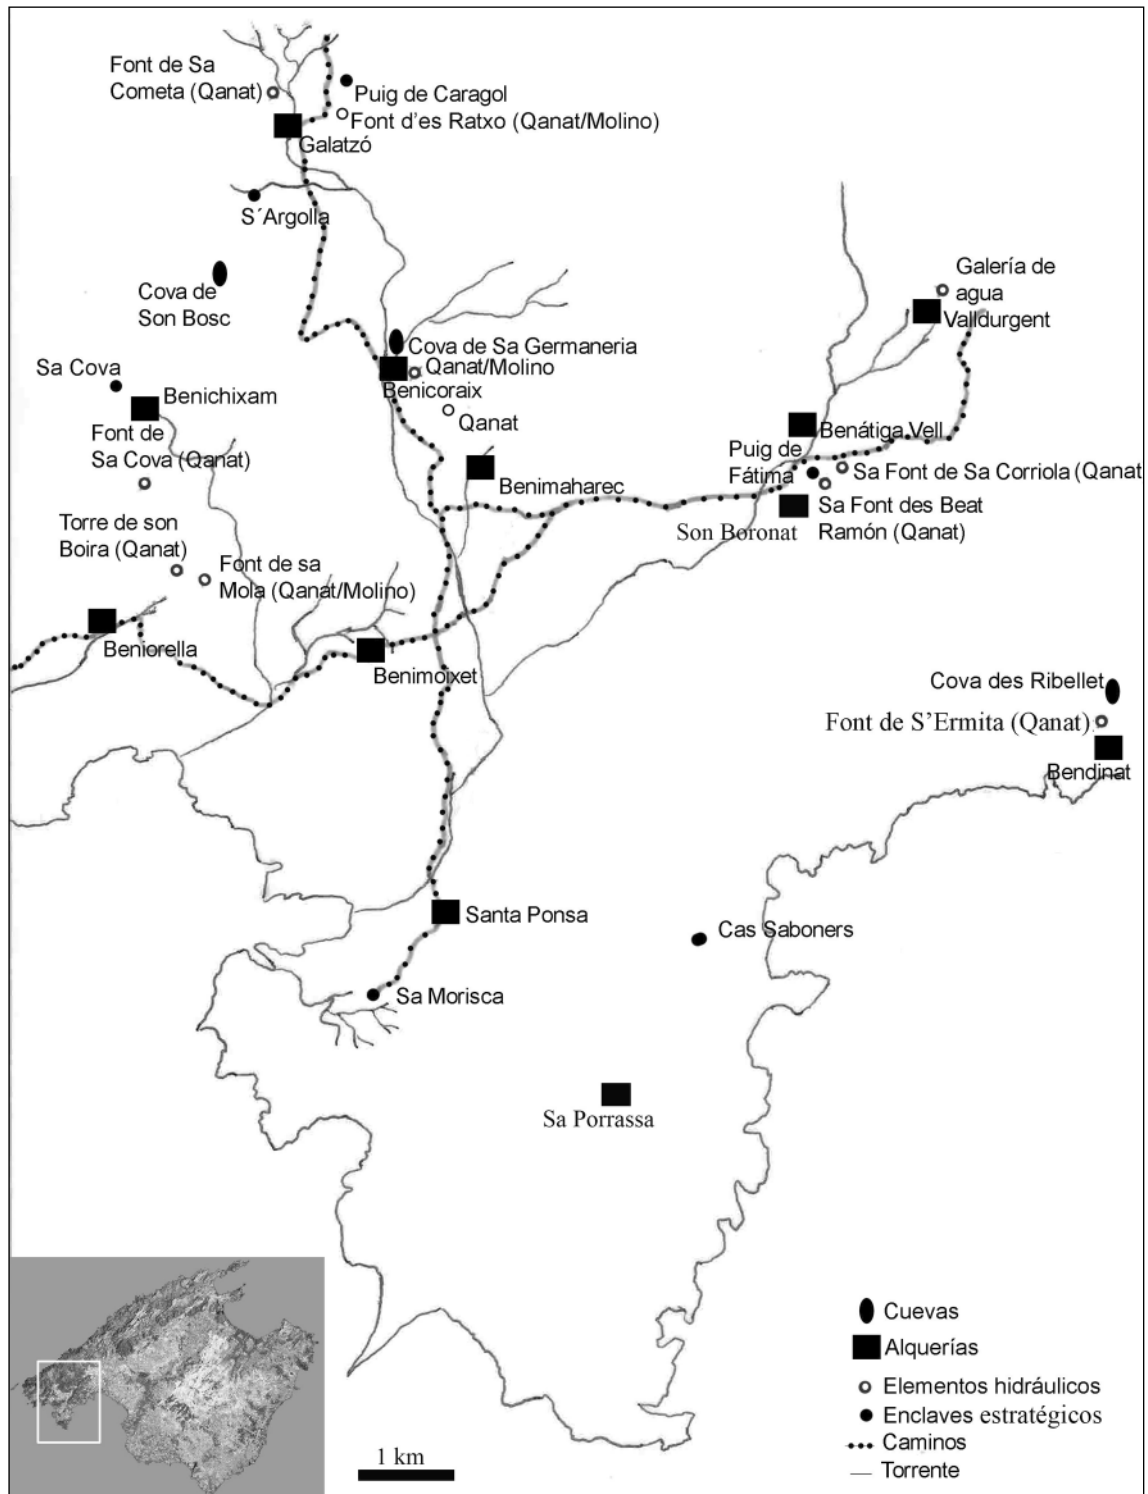 Font de Sa
Cometa (Qanat)
Puig de Caragol
Font d'es Ratxo (Qanat/Molino)
Galatzó
S´Argolla
Cova de
Son Bosc
Galería de
agua
Valldurgent
Cova de Sa Germaneria
Qanat/Molino
Benicoraix
Qanat
Sa Cova
Benichixam
Font de
Sa Cova (Qanat)
Benátiga Vell
Puig de
Fátima
Sa Font de Sa Corriola (Qanat
Benimaharec
Sa Font des Beat
Ramón (Qanat)
Son Boronat
Torre de son
Boira (Qanat)
Font de sa
Mola (Qanat/Molino)
Beniorella
Benimoixet
Cova des Ribellet
Font de S'Ermita (Qanat)
Bendinat
Santa Ponsa
Cas Saboners
Sa Morisca
Sa Porrassa
Cuevas
Alquerías
Elementos hidráulicos
Enclaves estratégicos
Caminos
Torrente
1 km